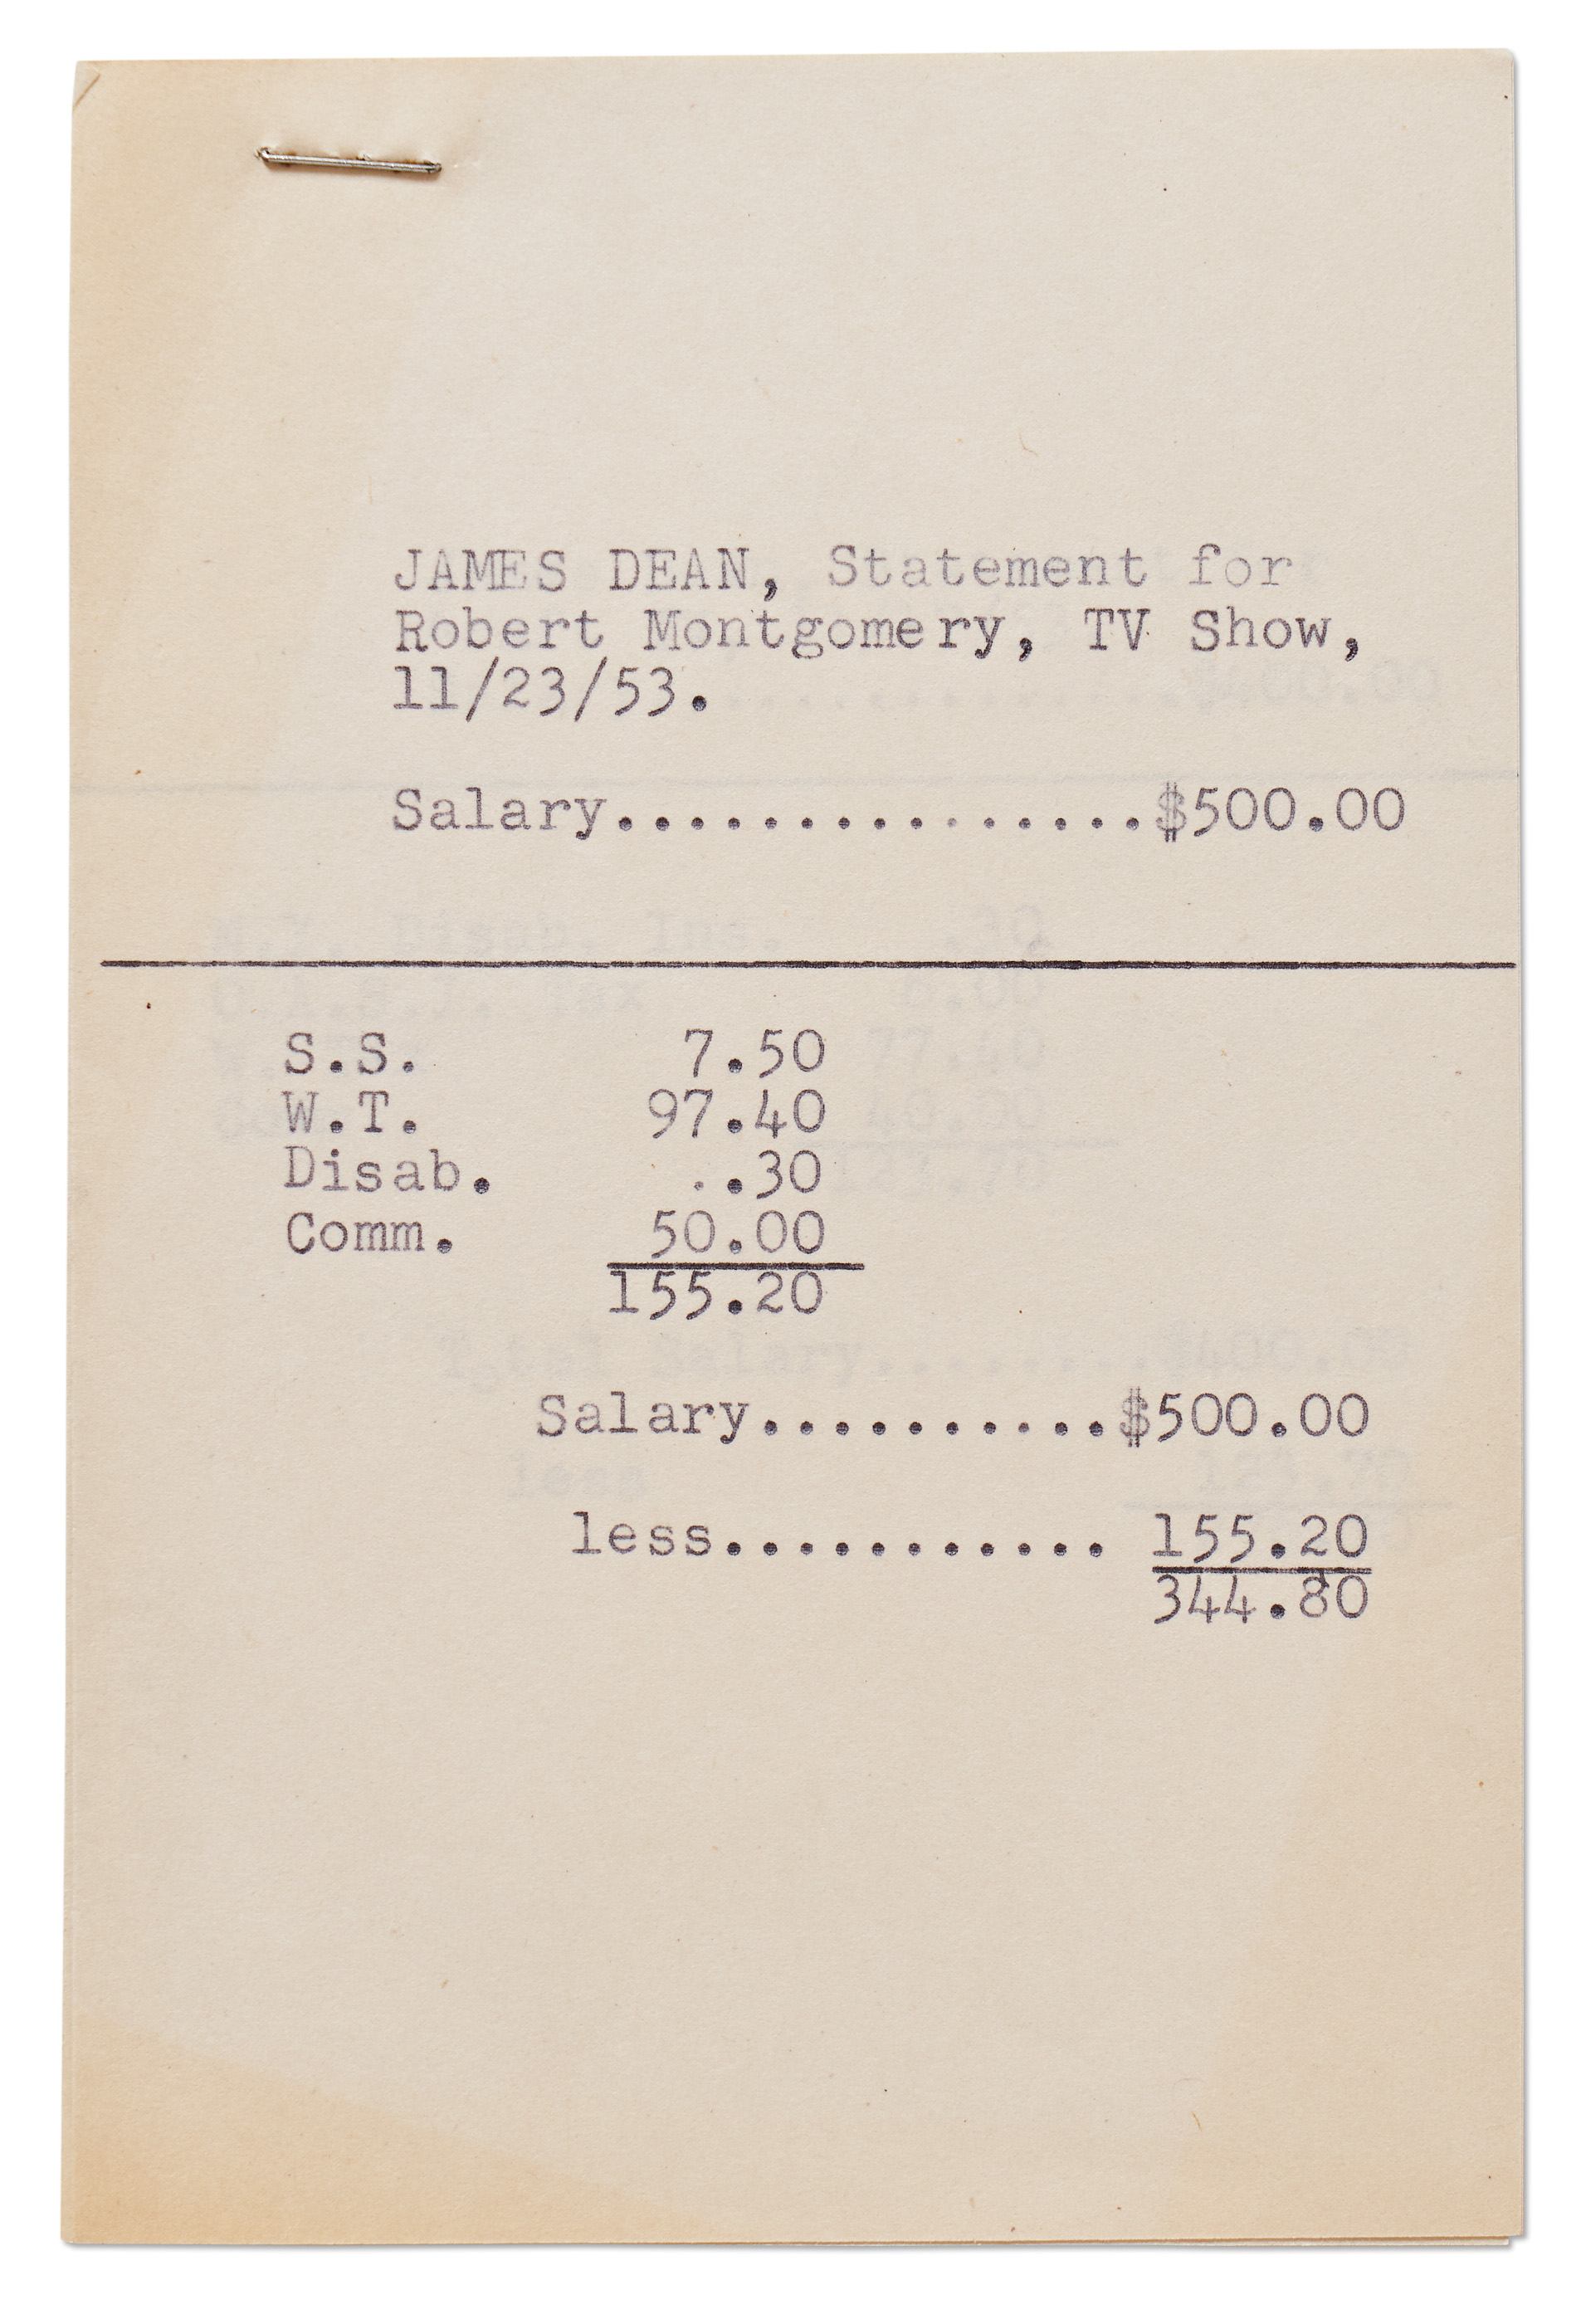 JAMES DEAN, Statement for
Robert Montgomery, TV Show,
11/23/53.
Salary.................$500.00
S.S. 7.50
W.T. 97.40
Disab. ..30
Comm. 50.00
155.20
Salary..........$500.00
less........... 155.20
344.80